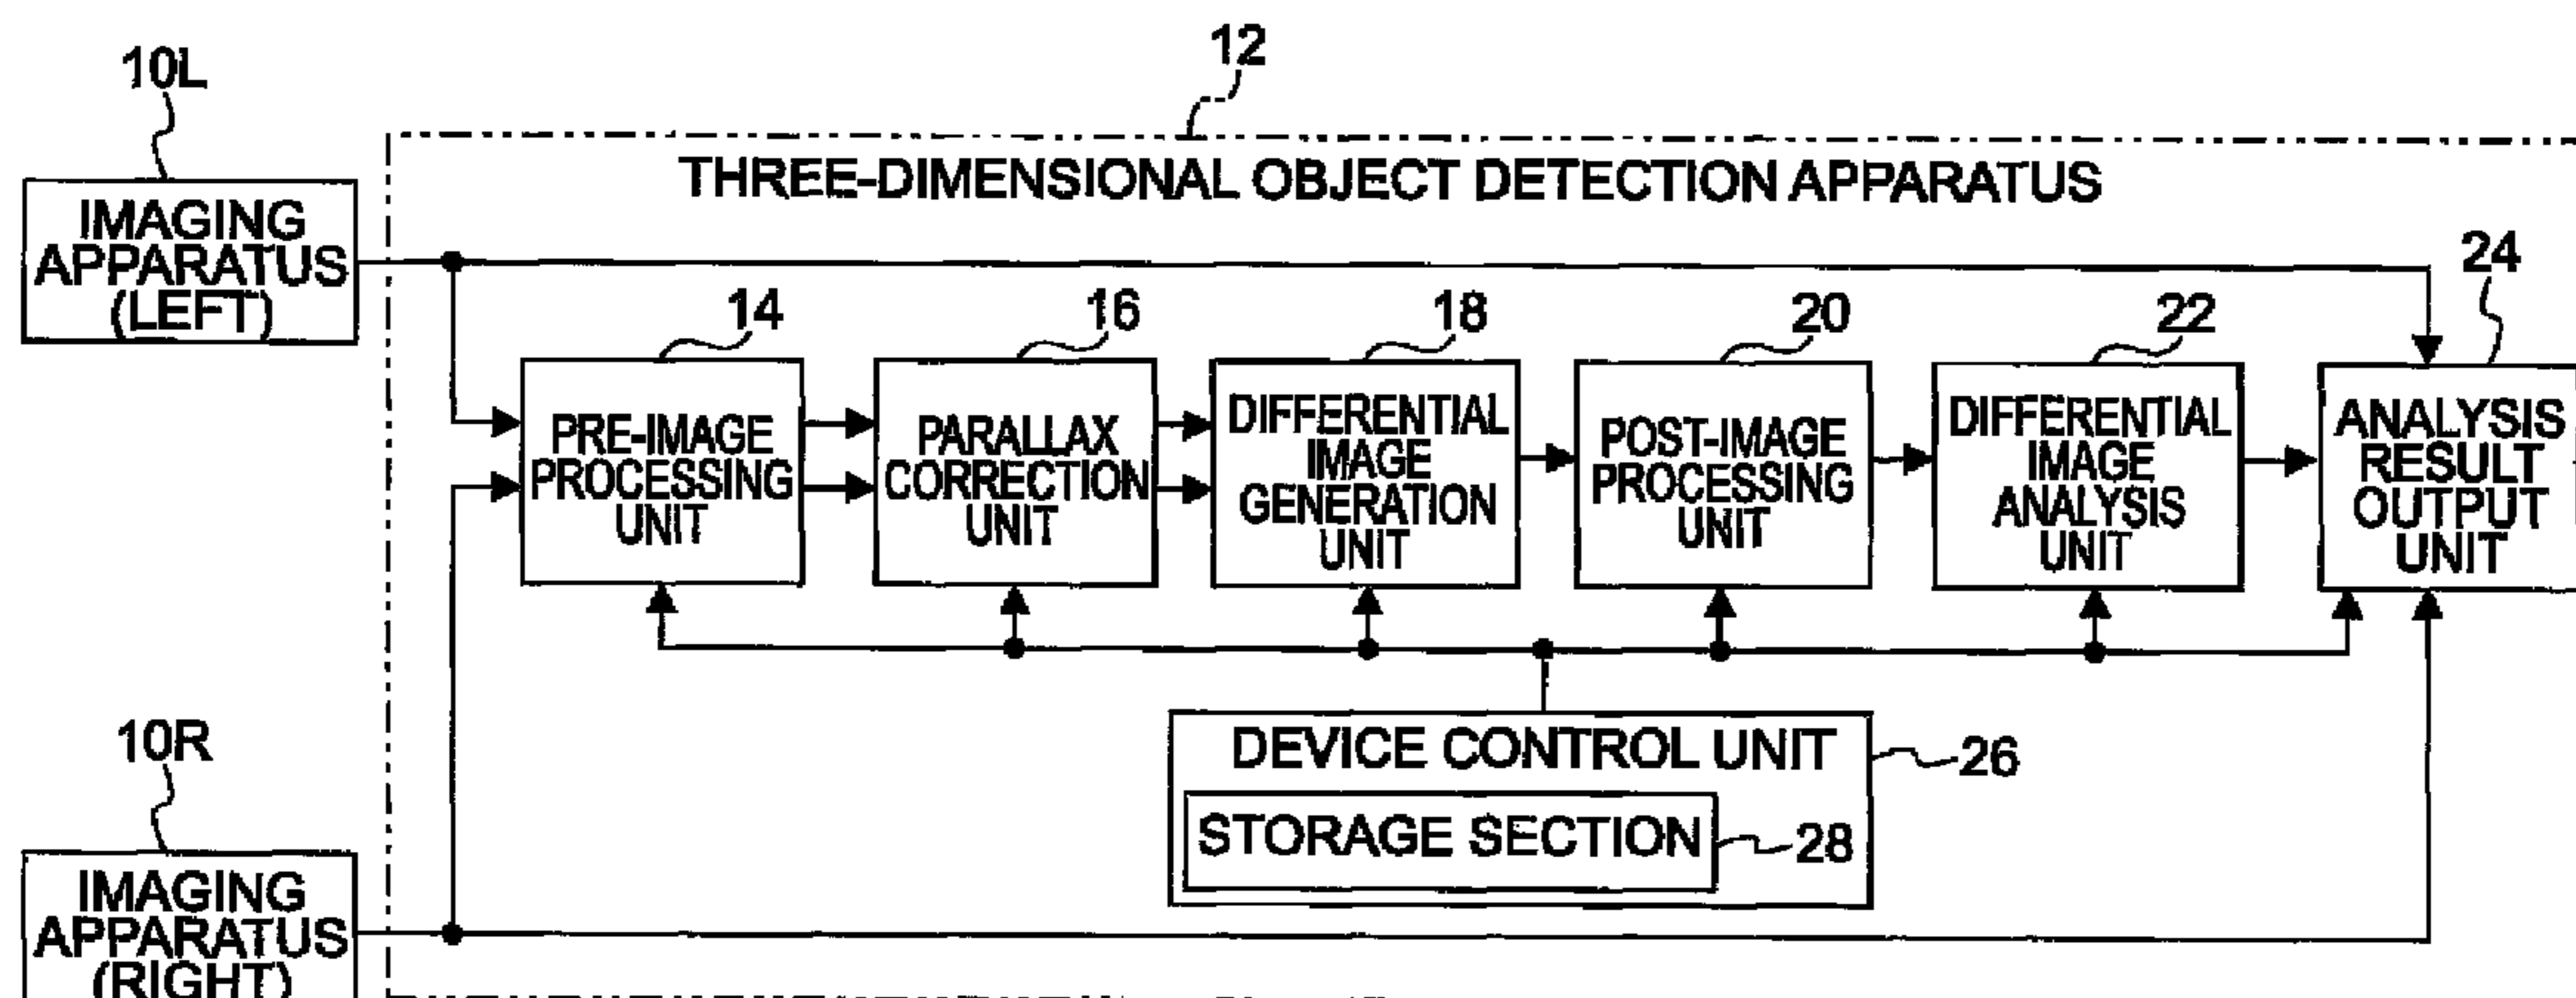 12
10L
THREE-DIMENSIONAL OBJECT DETECTION APPARATUS
IMAGING
APPARATUS
(LEFT)
24
14
16
18
20
22
PRE-IMAGE
PROCESSING
UNIT
PARALLAX
CORRECTION
UNIT
DIFFERENTIAL
IMAGE
GENERATION
UNIT
POST-IMAGE
PROCESSING
UNIT
DIFFERENTIAL
IMAGE
ANALYSIS
UNIT
ANALYSIS
RESULT
OUTPUT
UNIT
DEVICE CONTROL UNIT
26
STORAGE SECTION
28
10R
IMAGING
APPARATUS
(RIGHT)